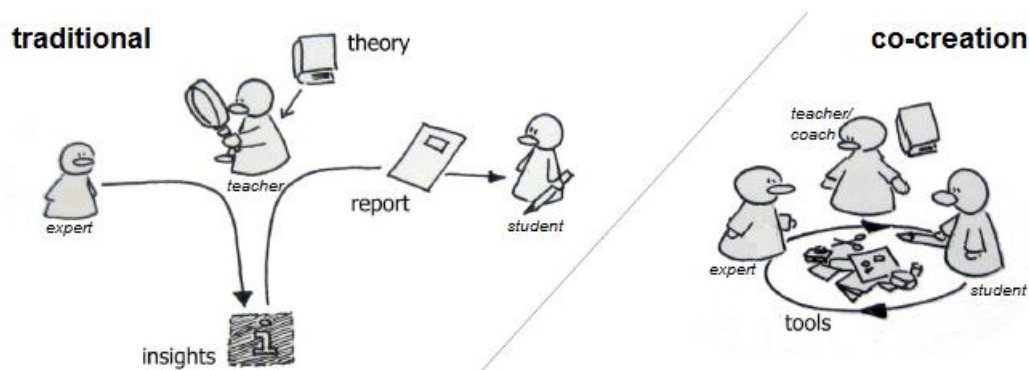 traditional
theory
teacher
expert
report
student
insights
i
co-creation
teacher/
coach
expert
student
tools